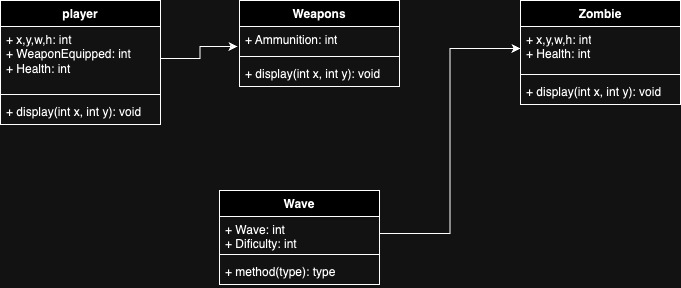 player
+ x,y,w,h: int
+ WeaponEquipped: int
+ Health: int
+ display(int x, int y): void
Weapons
+ Ammunition: int
+ display(int x, int y): void
Zombie
+ x,y,w,h: int
+ Health: int
+ display(int x, int y): void
Wave
+ Wave: int
+ Dificulty: int
+ method(type): type